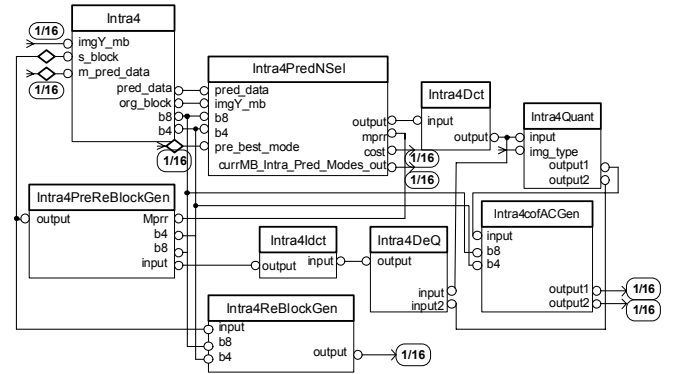 Intra4
1/16
imgY_mb
s_block
m_pred_data
1/16
pred_data
org_block
b8
b4
Intra4PredNSel
pred_data
imgY_mb
b8
b4
pre_best_mode
output
mprr
cost
currMB_Intra_Pred_Modes_out
1/16
1/16
1/16
Intra4Dct
input
output
Intra4Quant
input
img_type
output1
output2
Intra4PreReBlockGen
output
Mprr
b4
b8
input
Intra4Idct
output
input
Intra4DeQ
output
input
input2
Intra4cofACGen
input
b8
b4
output1
output2
1/16
1/16
Intra4ReBlockGen
input
b8
b4
output
1/16